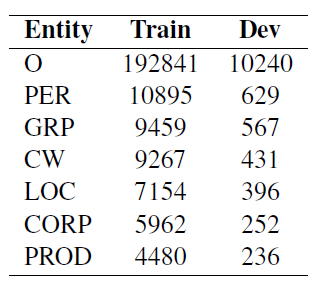 Entity Train Dev
O 192841 10240
PER 10895 629
GRP 9459 567
CW 9267 431
LOC 7154 396
CORP 5962 252
PROD 4480 236